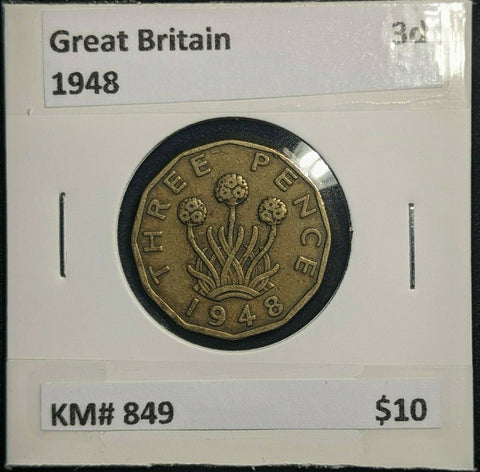 Great Britain 3d
1948
THREE PENCE
1948
KM# 849 $10